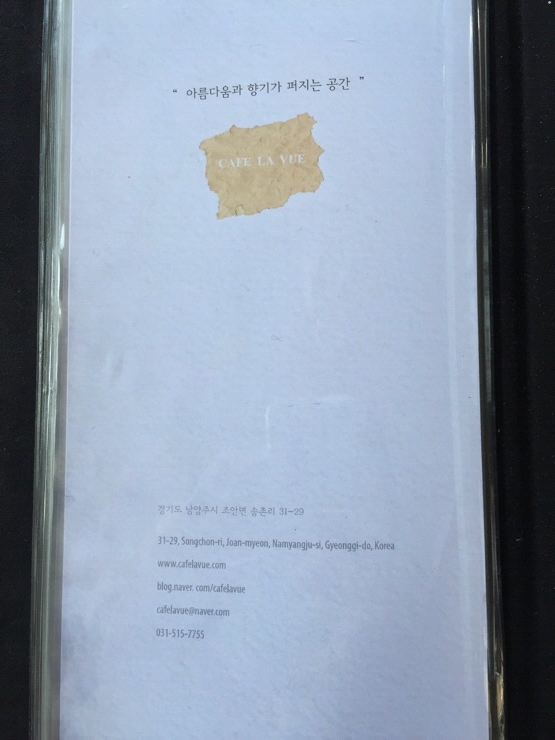 “ 아름다움과 향기가 퍼지는 공간 ”
CAFE LA VUE
경기도 남양주시 조안면 송촌리 31-29
31-29, Songchon-ri, Joan-myeon, Namyangju-si, Gyeonggi-do, Korea
www.cafelavue.com
blog.naver. com/cafelavue
cafelavue@naver.com
031-515-7755